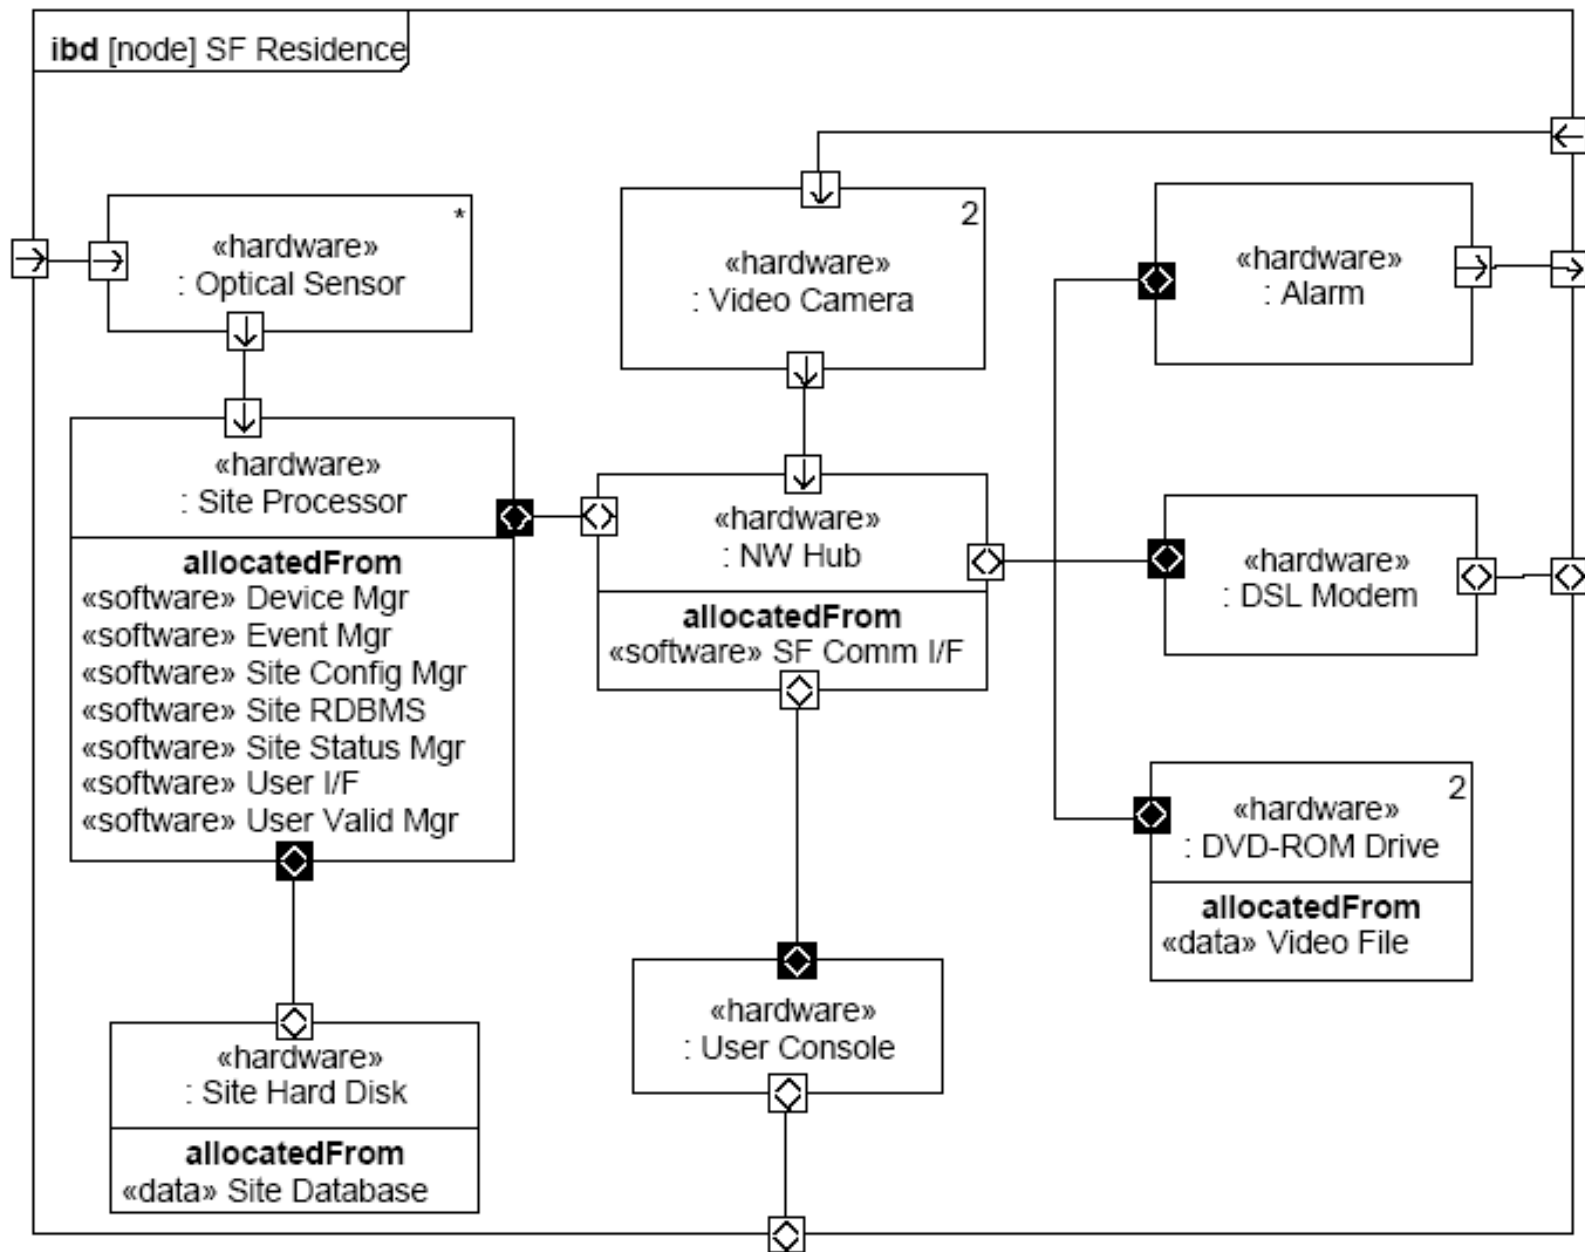 ibd [node] SF Residence
*
«hardware»
: Optical Sensor
2
«hardware»
: Video Camera
«hardware»
: Alarm
«hardware»
: Site Processor
allocatedFrom
«software» Device Mgr
«software» Event Mgr
«software» Site Config Mgr
«software» Site RDBMS
«software» Site Status Mgr
«software» User I/F
«software» User Valid Mgr
«hardware»
: NW Hub
allocatedFrom
«software» SF Comm I/F
«hardware»
: DSL Modem
2
«hardware»
: DVD-ROM Drive
allocatedFrom
«data» Video File
«hardware»
: User Console
«hardware»
: Site Hard Disk
allocatedFrom
«data» Site Database